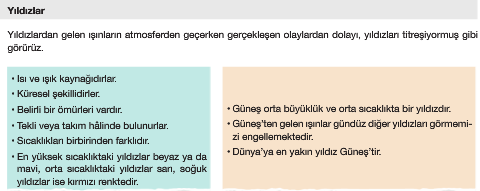 Yıldızlar
Yıldızlardan gelen ışınların atmosferden geçerken gerçekleşen olaylardan dolayı, yıldızları titreşiyormuş gibi
görürüz.
• Isı ve ışık kaynağıdırlar.
• Küresel şekillidirler.
• Belirli bir ömürleri vardır.
• Tekli veya takım hâlinde bulunurlar.
• Sıcaklıkları birbirinden farklıdır.
• En yüksek sıcaklıktaki yıldızlar beyaz ya da
mavi, orta sıcaklıktaki yıldızlar sarı, soğuk
yıldızlar ise kırmızı renktedir.
• Güneş orta büyüklük ve orta sıcaklıkta bir yıldızdır.
• Güneş'ten gelen ışınlar gündüz diğer yıldızları görmemi-
zi engellemektedir.
• Dünya'ya en yakın yıldız Güneş'tir.